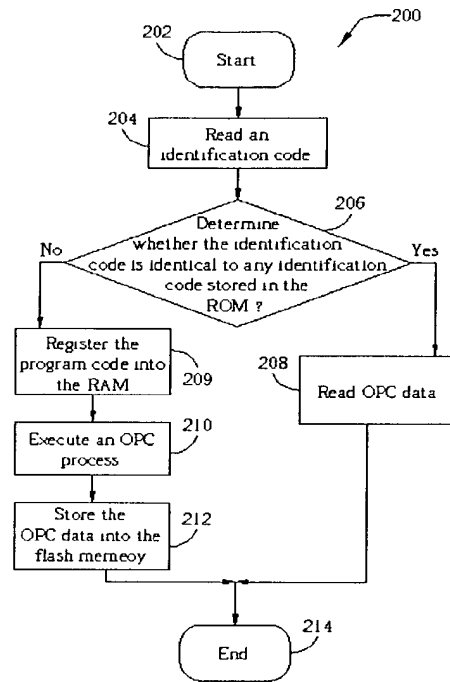 200
202
Start
204
Read an
identification code
206
Determine
whether the identification
code is identical to any identification
code stored in the
ROM ?
No
Yes
Register the
program code into
the RAM
209
208
Read OPC data
210
Execute an OPC
process
Store the
OPC data into the
flash memeoy
212
214
End